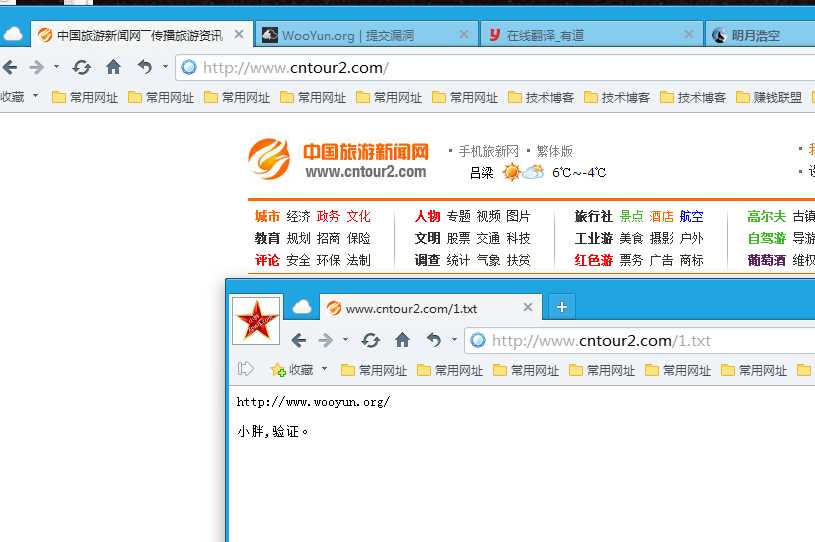 中国旅游新闻网—传播旅游资讯 WooYun.org | 提交漏洞 在线翻译_有道 明月浩空
http://www.cntour2.com/
收藏 常用网址 常用网址 常用网址 常用网址 常用网址 常用网址 技术博客 技术博客 技术博客 赚钱联盟
中国旅游新闻网 · 手机旅新网 · 繁体版
www.cntour2.com 吕梁 6℃~-4℃
城市 经济 政务 文化 人物 专题 视频 图片 旅行社 景点 酒店 航空 高尔夫 古镇
教育 规划 招商 保险 文明 股票 交通 科技 工业游 美食 摄影 户外 自驾游 导游
评论 安全 环保 法制 调查 统计 气象 扶贫 红色游 票务 广告 商标 葡萄酒 维权
www.cntour2.com/1.txt
http://www.cntour2.com/1.txt
收藏 常用网址 常用网址 常用网址 常用网址 常用网址 常用网址
http://www.wooyun.org/
小胖,验证。